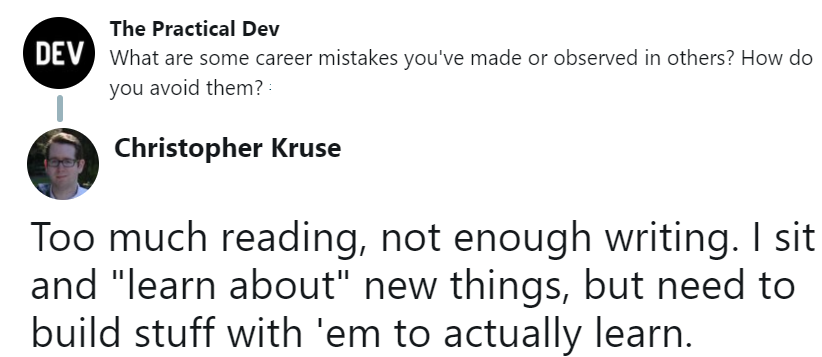 DEV
The Practical Dev
What are some career mistakes you've made or observed in others? How do
you avoid them?
Christopher Kruse
Too much reading, not enough writing. I sit
and "learn about" new things, but need to
build stuff with 'em to actually learn.